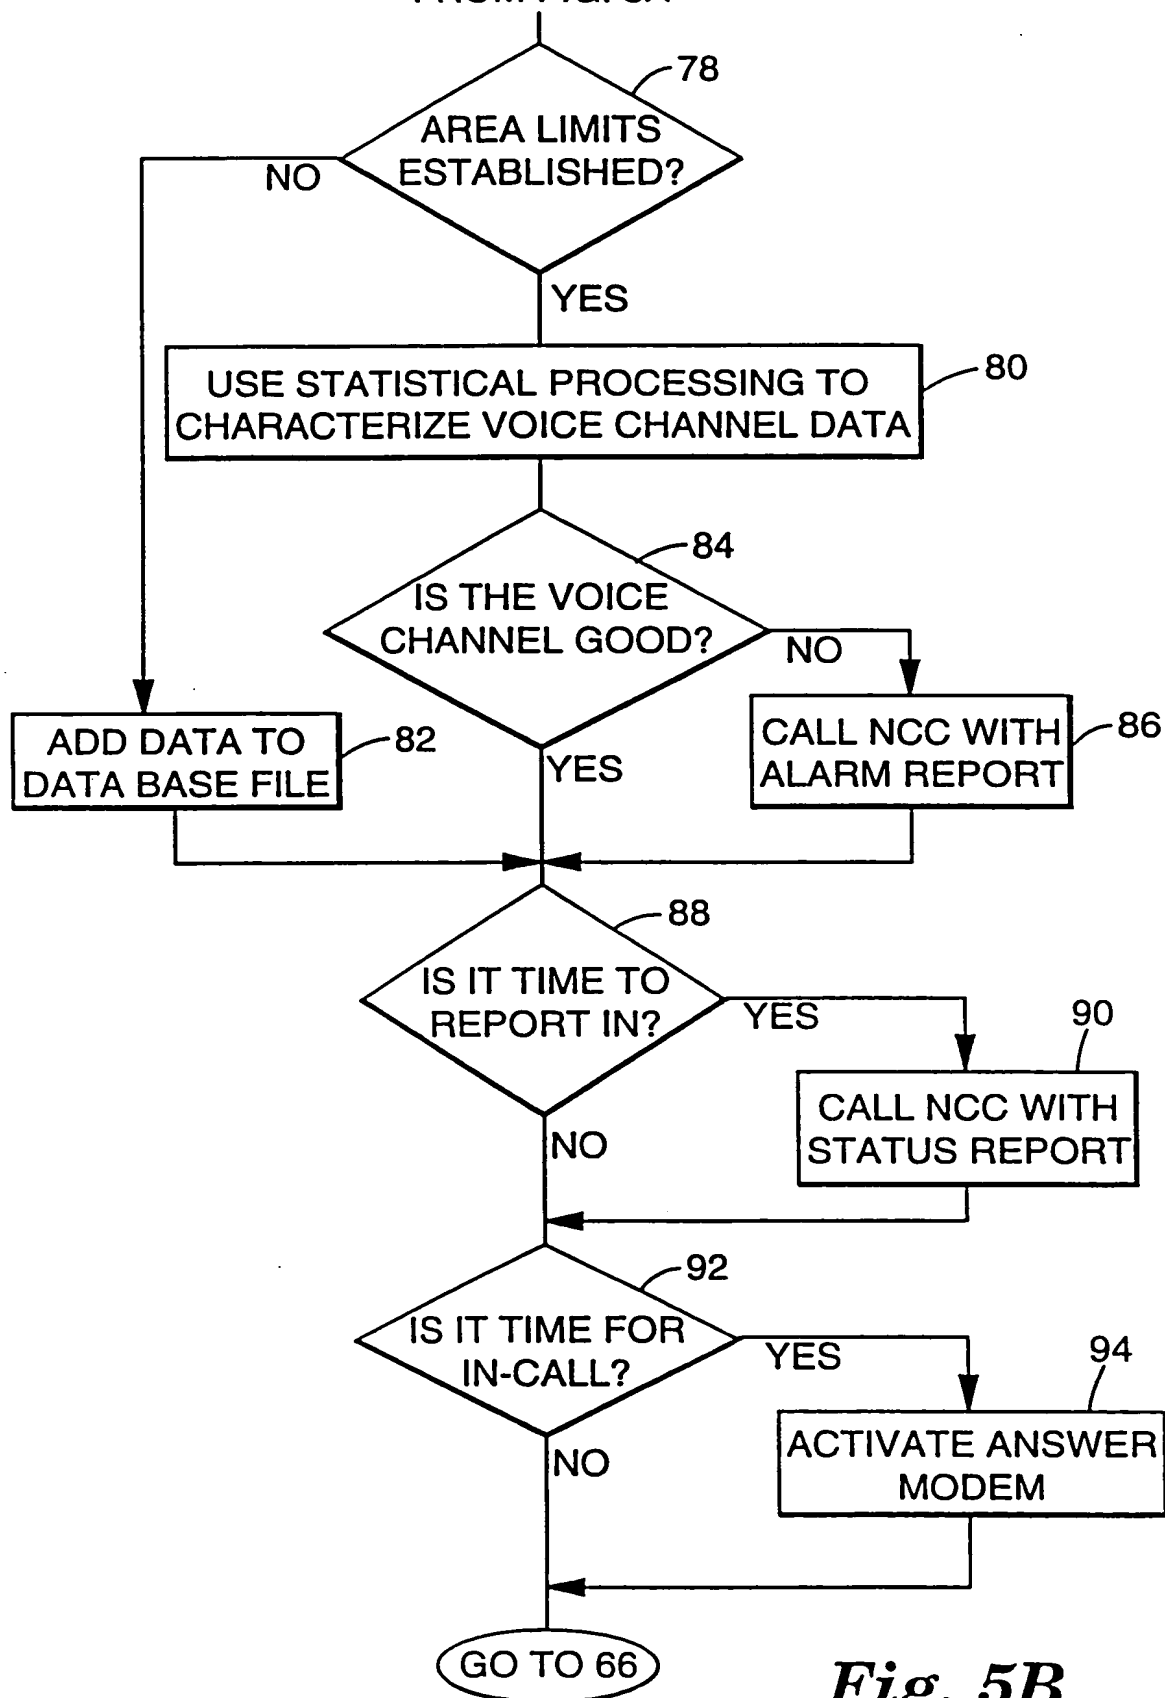 78
AREA LIMITS
ESTABLISHED?
NO
YES
USE STATISTICAL PROCESSING TO
CHARACTERIZE VOICE CHANNEL DATA
80
84
IS THE VOICE
CHANNEL GOOD?
NO
YES
ADD DATA TO
DATA BASE FILE
82
CALL NCC WITH
ALARM REPORT
86
88
IS IT TIME TO
REPORT IN?
YES
NO
90
CALL NCC WITH
STATUS REPORT
92
IS IT TIME FOR
IN-CALL?
YES
NO
94
ACTIVATE ANSWER
MODEM
GO TO 66
Fig. 5B